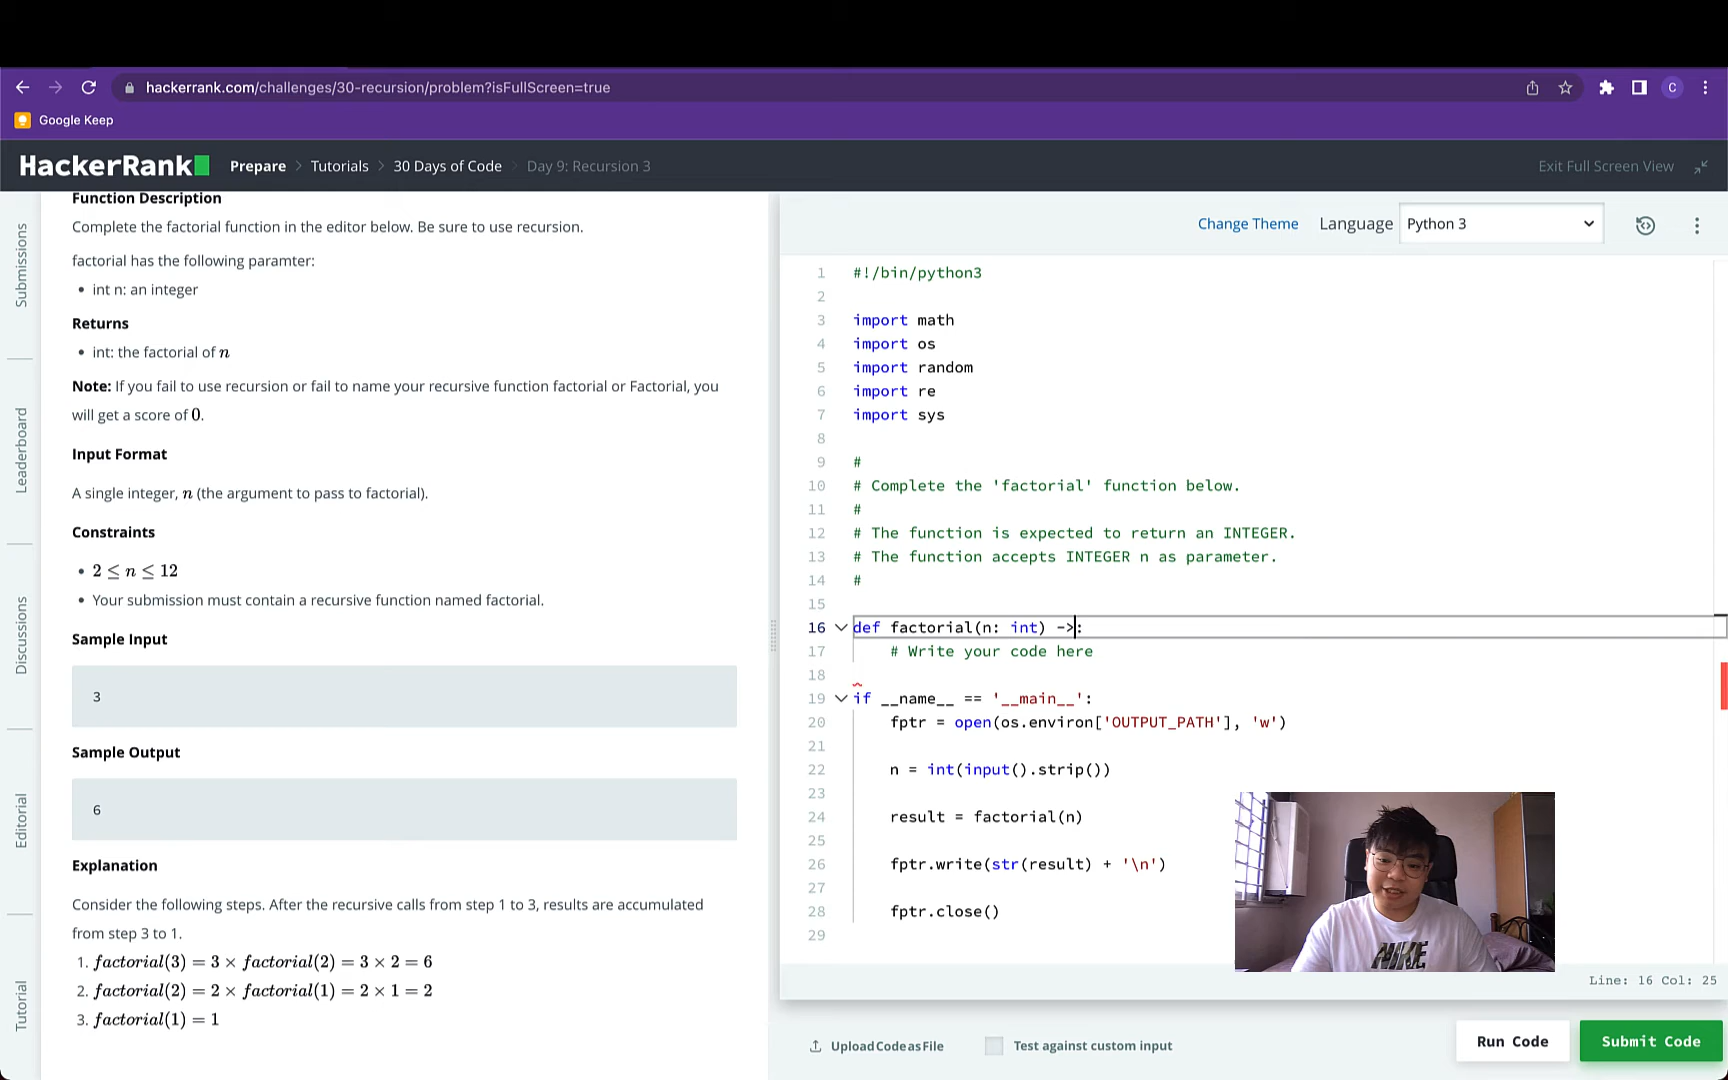 hackerrank.com/challenges/30-recursion/problem?isFullScreen=true
C
Google Keep
HackerRank
Prepare > Tutorials > 30 Days of Code > Day 9: Recursion 3
Exit Full Screen View
Submissions
Leaderboard
Discussions
Editorial
Tutorial
Function Description
Complete the factorial function in the editor below. Be sure to use recursion.
factorial has the following paramter:
• int n: an integer
Returns
• int: the factorial of n
Note: If you fail to use recursion or fail to name your recursive function factorial or Factorial, you
will get a score of 0.
Input Format
A single integer, n (the argument to pass to factorial).
Constraints
• 2 ≤ n ≤ 12
• Your submission must contain a recursive function named factorial.
Sample Input
3
Sample Output
6
Explanation
Consider the following steps. After the recursive calls from step 1 to 3, results are accumulated
from step 3 to 1.
1. factorial(3) = 3 × factorial(2) = 3 × 2 = 6
2. factorial(2) = 2 × factorial(1) = 2 × 1 = 2
3. factorial(1) = 1
Change Theme Language Python 3
1 #!/bin/python3
2
3 import math
4 import os
5 import random
6 import re
7 import sys
8
9 #
10 # Complete the 'factorial' function below.
11 #
12 # The function is expected to return an INTEGER.
13 # The function accepts INTEGER n as parameter.
14 #
15
16 def factorial(n: int) ->:
17     # Write your code here
18
19 if __name__ == '__main__':
20     fptr = open(os.environ['OUTPUT_PATH'], 'w')
21
22     n = int(input().strip())
23
24     result = factorial(n)
25
26     fptr.write(str(result) + '\n')
27
28     fptr.close()
29
NIKE
Line: 16 Col: 25
Upload Code as File
Test against custom input
Run Code
Submit Code